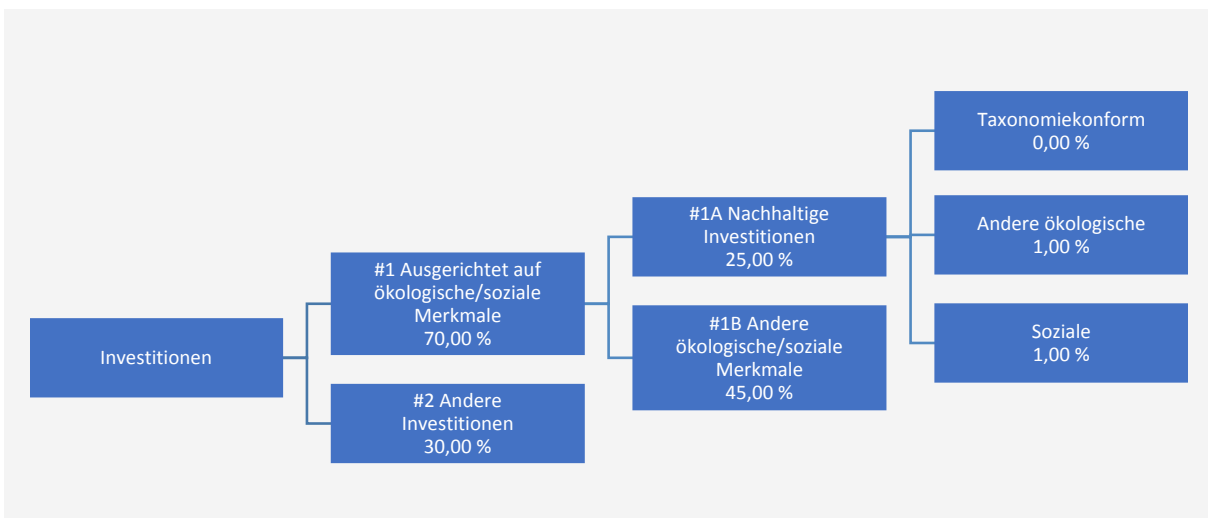 Investitionen
#1 Ausgerichtet auf
ökologische/soziale
Merkmale
70,00 %
#2 Andere
Investitionen
30,00 %
#1A Nachhaltige
Investitionen
25,00 %
#1B Andere
ökologische/soziale
Merkmale
45,00 %
Taxonomiekonform
0,00 %
Andere ökologische
1,00 %
Soziale
1,00 %